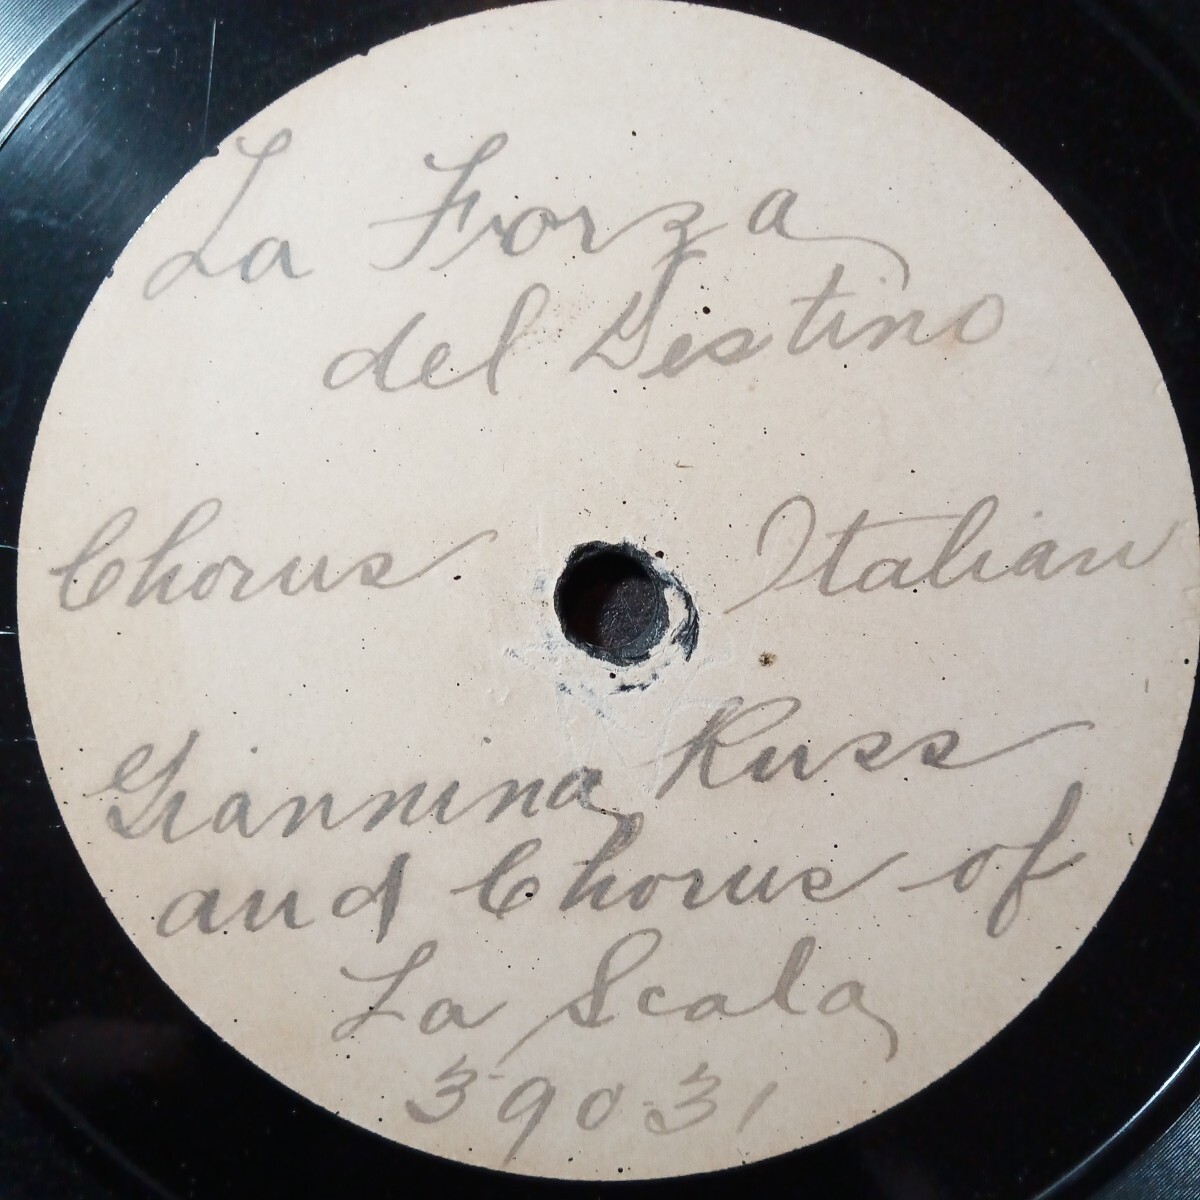 La Forza
del Destino
Chorus Italian
Giannina Russ
and Chorus of
La Scala
39031